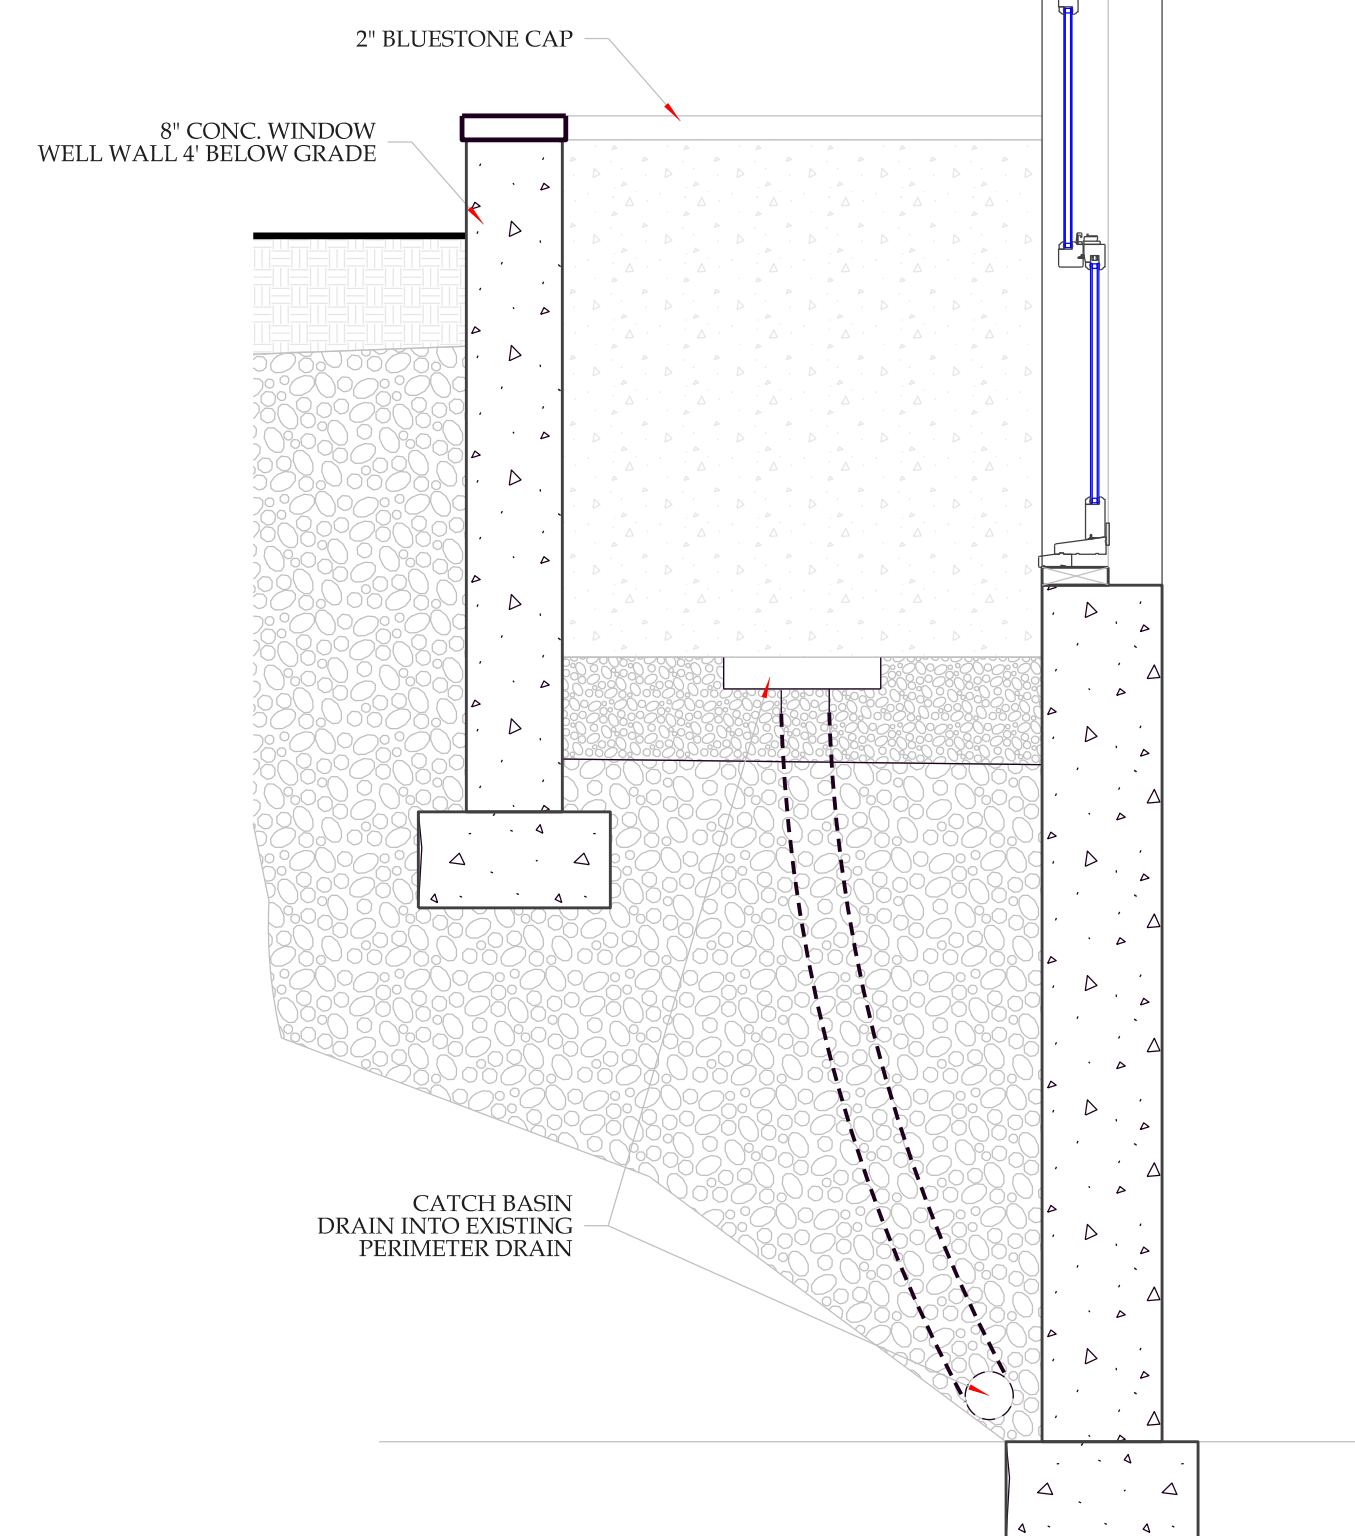 2" BLUESTONE CAP
8" CONC. WINDOW
WELL WALL 4' BELOW GRADE
CATCH BASIN
DRAIN INTO EXISTING
PERIMETER DRAIN